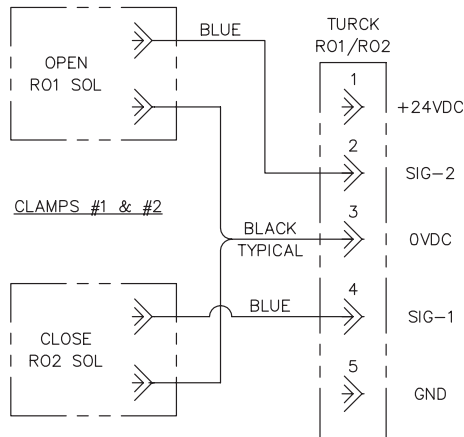 TURCK
RO1/RO2
BLUE
OPEN
RO1 SOL
1
+24VDC
2
SIG-2
CLAMPS #1 & #2
3
BLACK
TYPICAL
0VDC
4
BLUE
SIG-1
CLOSE
RO2 SOL
5
GND